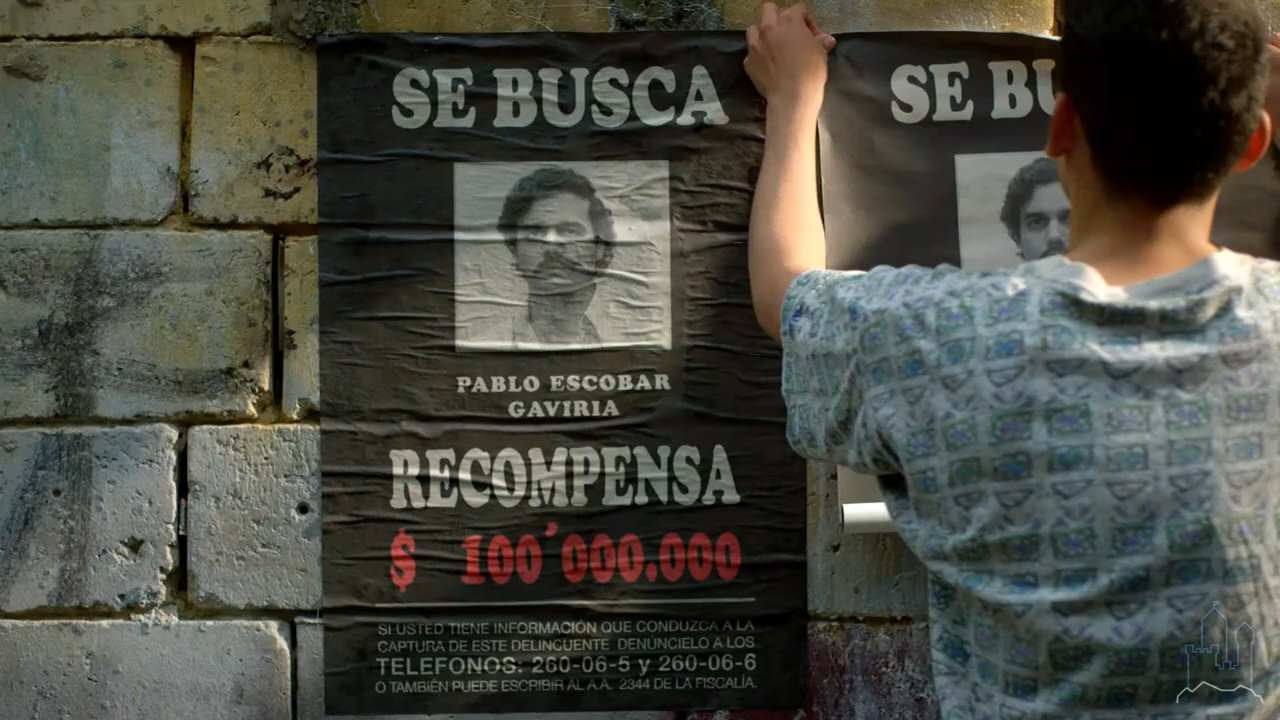 SE BUSCA
PABLO ESCOBAR
GAVIRIA
RECOMPENSA
$ 100'000.000
SI USTED TIENE INFORMACIÓN QUE CONDUZCA A LA
CAPTURA DE ESTE DELINCUENTE DENÚNCIELO A LOS
TELEFONOS: 260-06-5 y 260-06-6
O TAMBIÉN PUEDE ESCRIBIR AL A.A. 2344 DE LA FISCALÍA.
SE BU